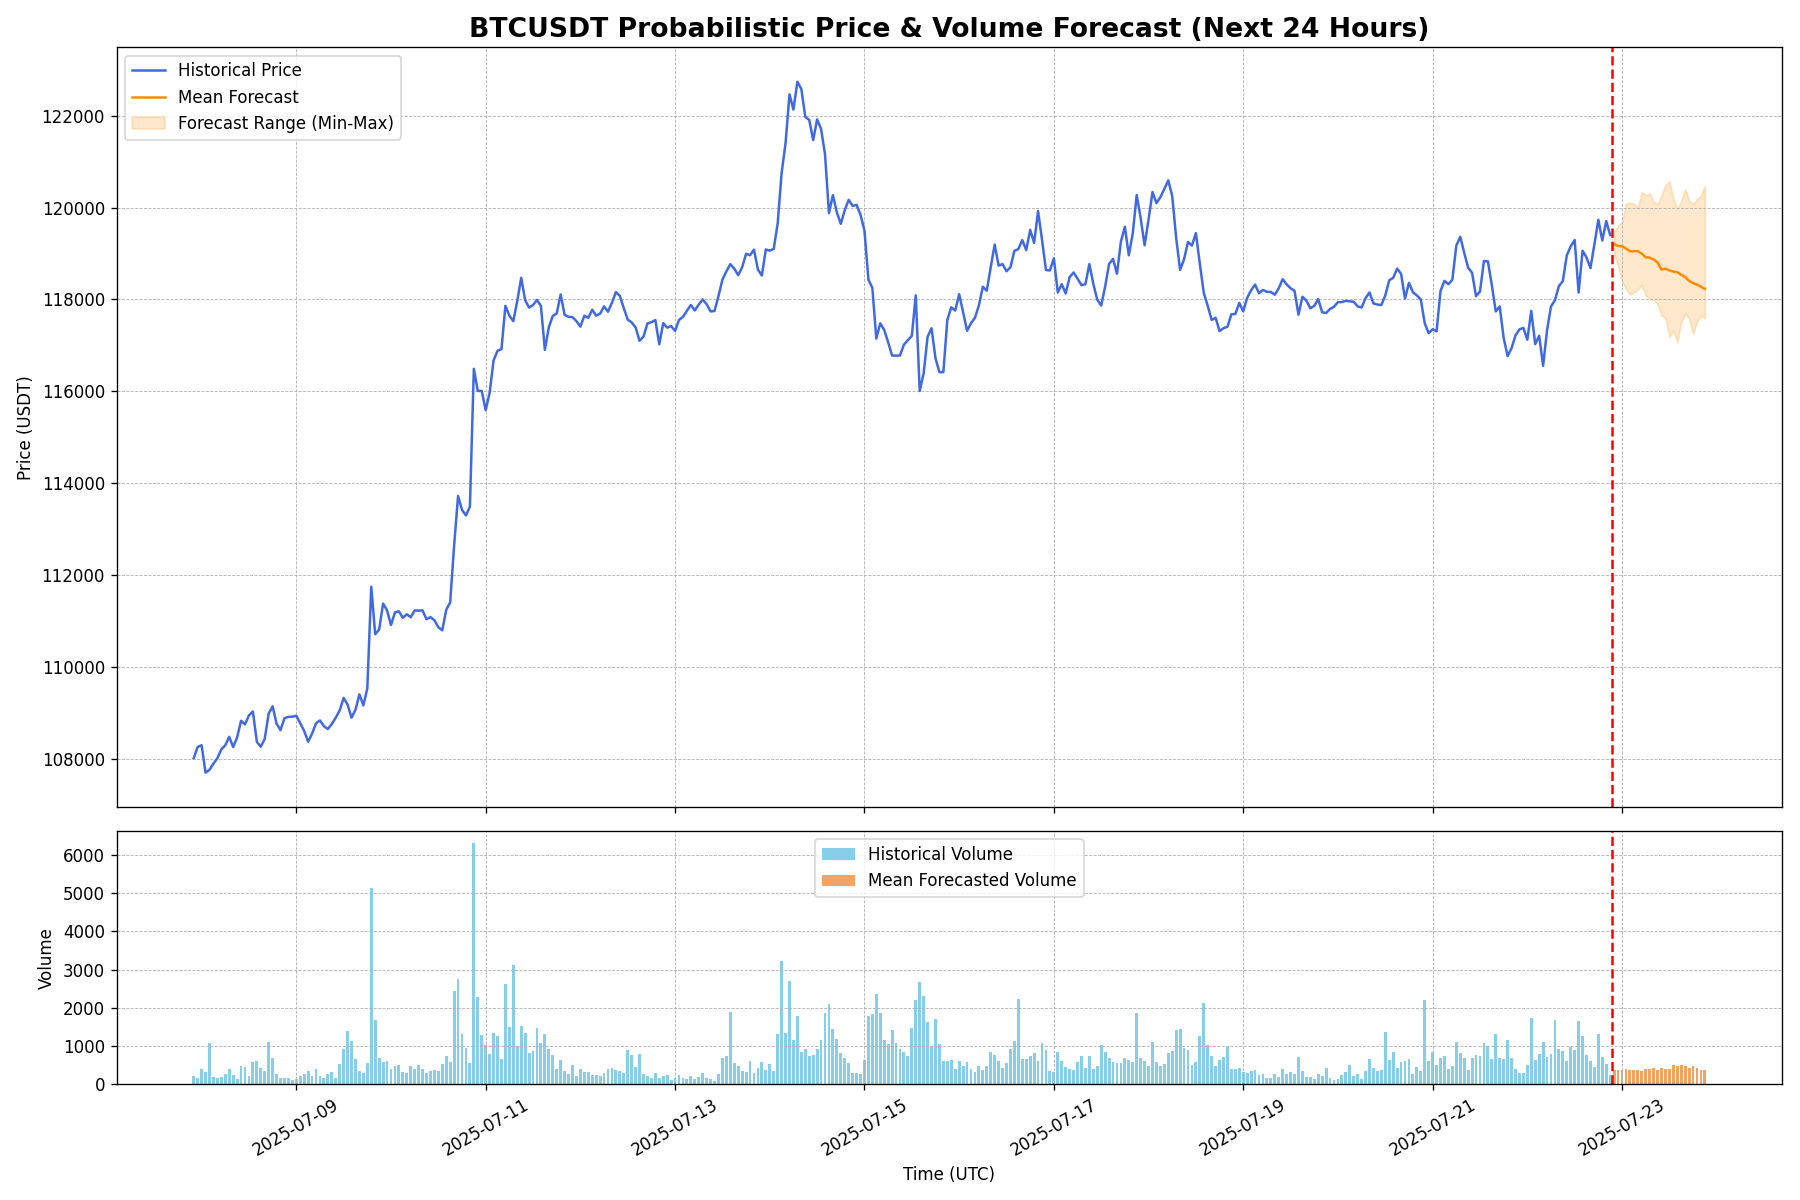 BTCUSDT Probabilistic Price & Volume Forecast (Next 24 Hours)
Historical Price
Mean Forecast
Forecast Range (Min-Max)
Price (USDT)
122000
120000
118000
116000
114000
112000
110000
108000
Historical Volume
Mean Forecasted Volume
Volume
6000
5000
4000
3000
2000
1000
0
2025-07-09
2025-07-11
2025-07-13
2025-07-15
2025-07-17
2025-07-19
2025-07-21
2025-07-23
Time (UTC)